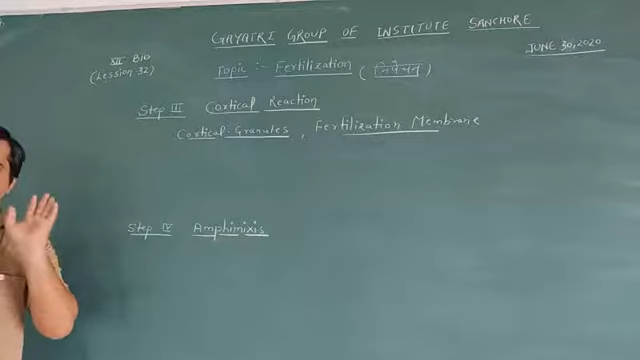 GAYATRI GROUP OF INSTITUTE SANCHORE
JUNE 30, 2020
XII Bio
(Lession 32)
Topic :- Fertilization (निषेचन)
Step III Cortical Reaction
Cortical Granules, Fertilization Membrane
Step IV Amphimixis